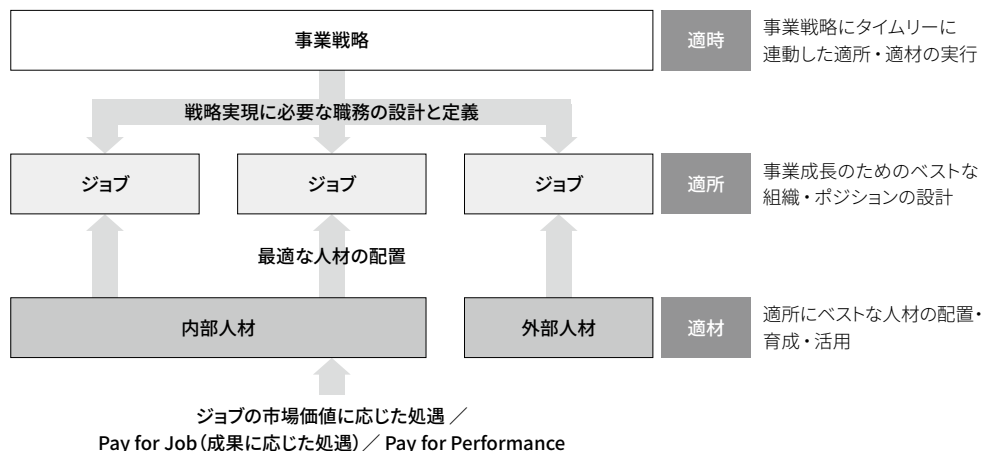 事業戦略
適時
事業戦略にタイムリーに
連動した適所・適材の実行
戦略実現に必要な職務の設計と定義
ジョブ
ジョブ
ジョブ
適所
事業成長のためのベストな
組織・ポジションの設計
最適な人材の配置
内部人材
外部人材
適材
適所にベストな人材の配置・
育成・活用
ジョブの市場価値に応じた処遇 ／
Pay for Job（成果に応じた処遇）／ Pay for Performance